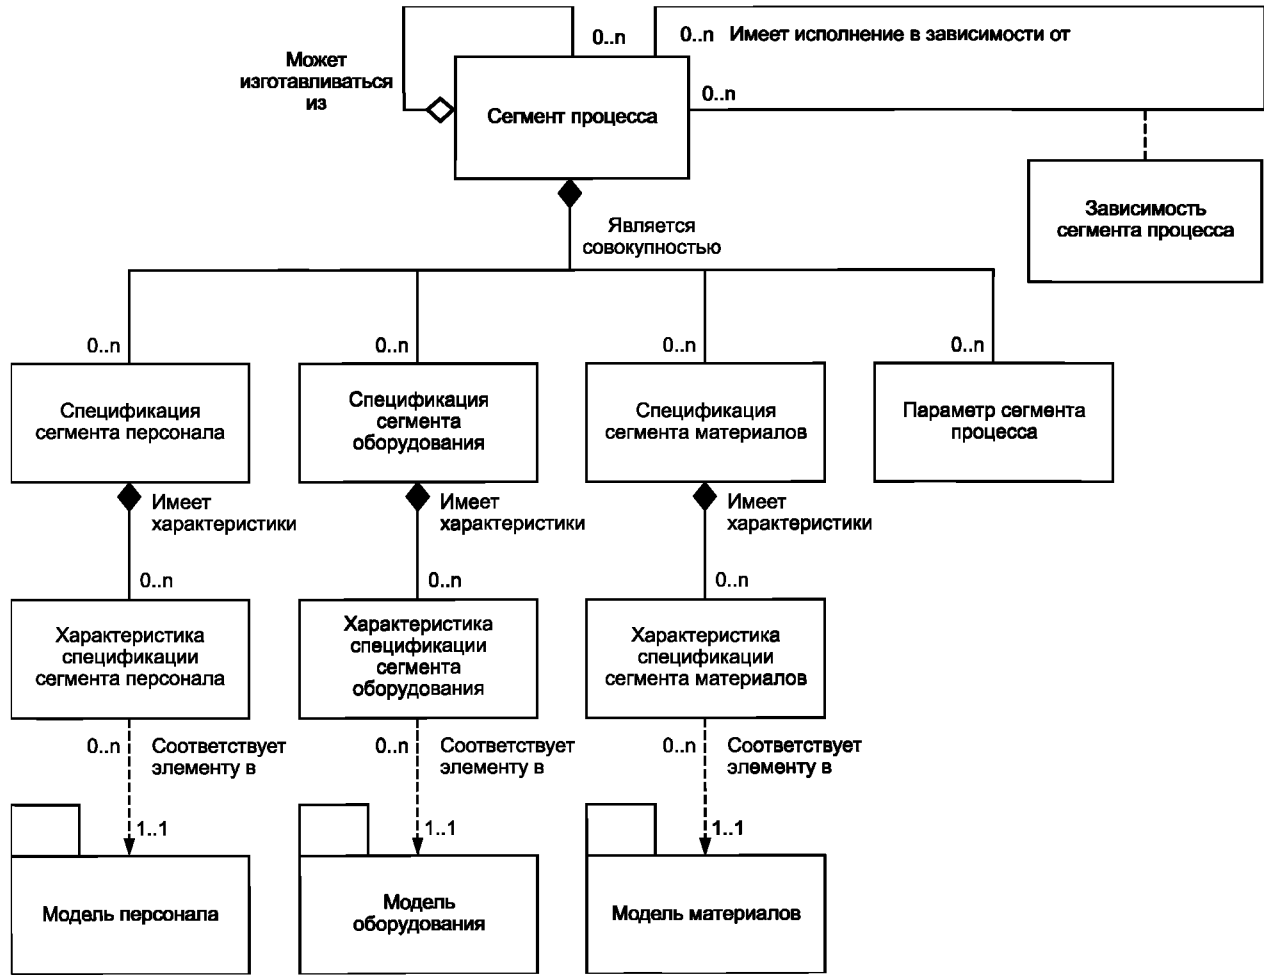 0..n
0..n Имеет исполнение в зависимости от
Может
изготавливаться
из
0..n
Сегмент процесса
Зависимость
сегмента процесса
Является
совокупностью
0..n
0..n
0..n
0..n
Спецификация
сегмента персонала
Спецификация
сегмента
оборудования
Спецификация
сегмента материалов
Параметр сегмента
процесса
Имеет
характеристики
Имеет
характеристики
Имеет
характеристики
0..n
0..n
0..n
Характеристика
спецификации
сегмента персонала
Характеристика
спецификации
сегмента
оборудования
Характеристика
спецификации
сегмента материалов
0..n
Соответствует
элементу в
0..n
Соответствует
элементу в
0..n
Соответствует
элементу в
1..1
1..1
1..1
Модель персонала
Модель
оборудования
Модель материалов